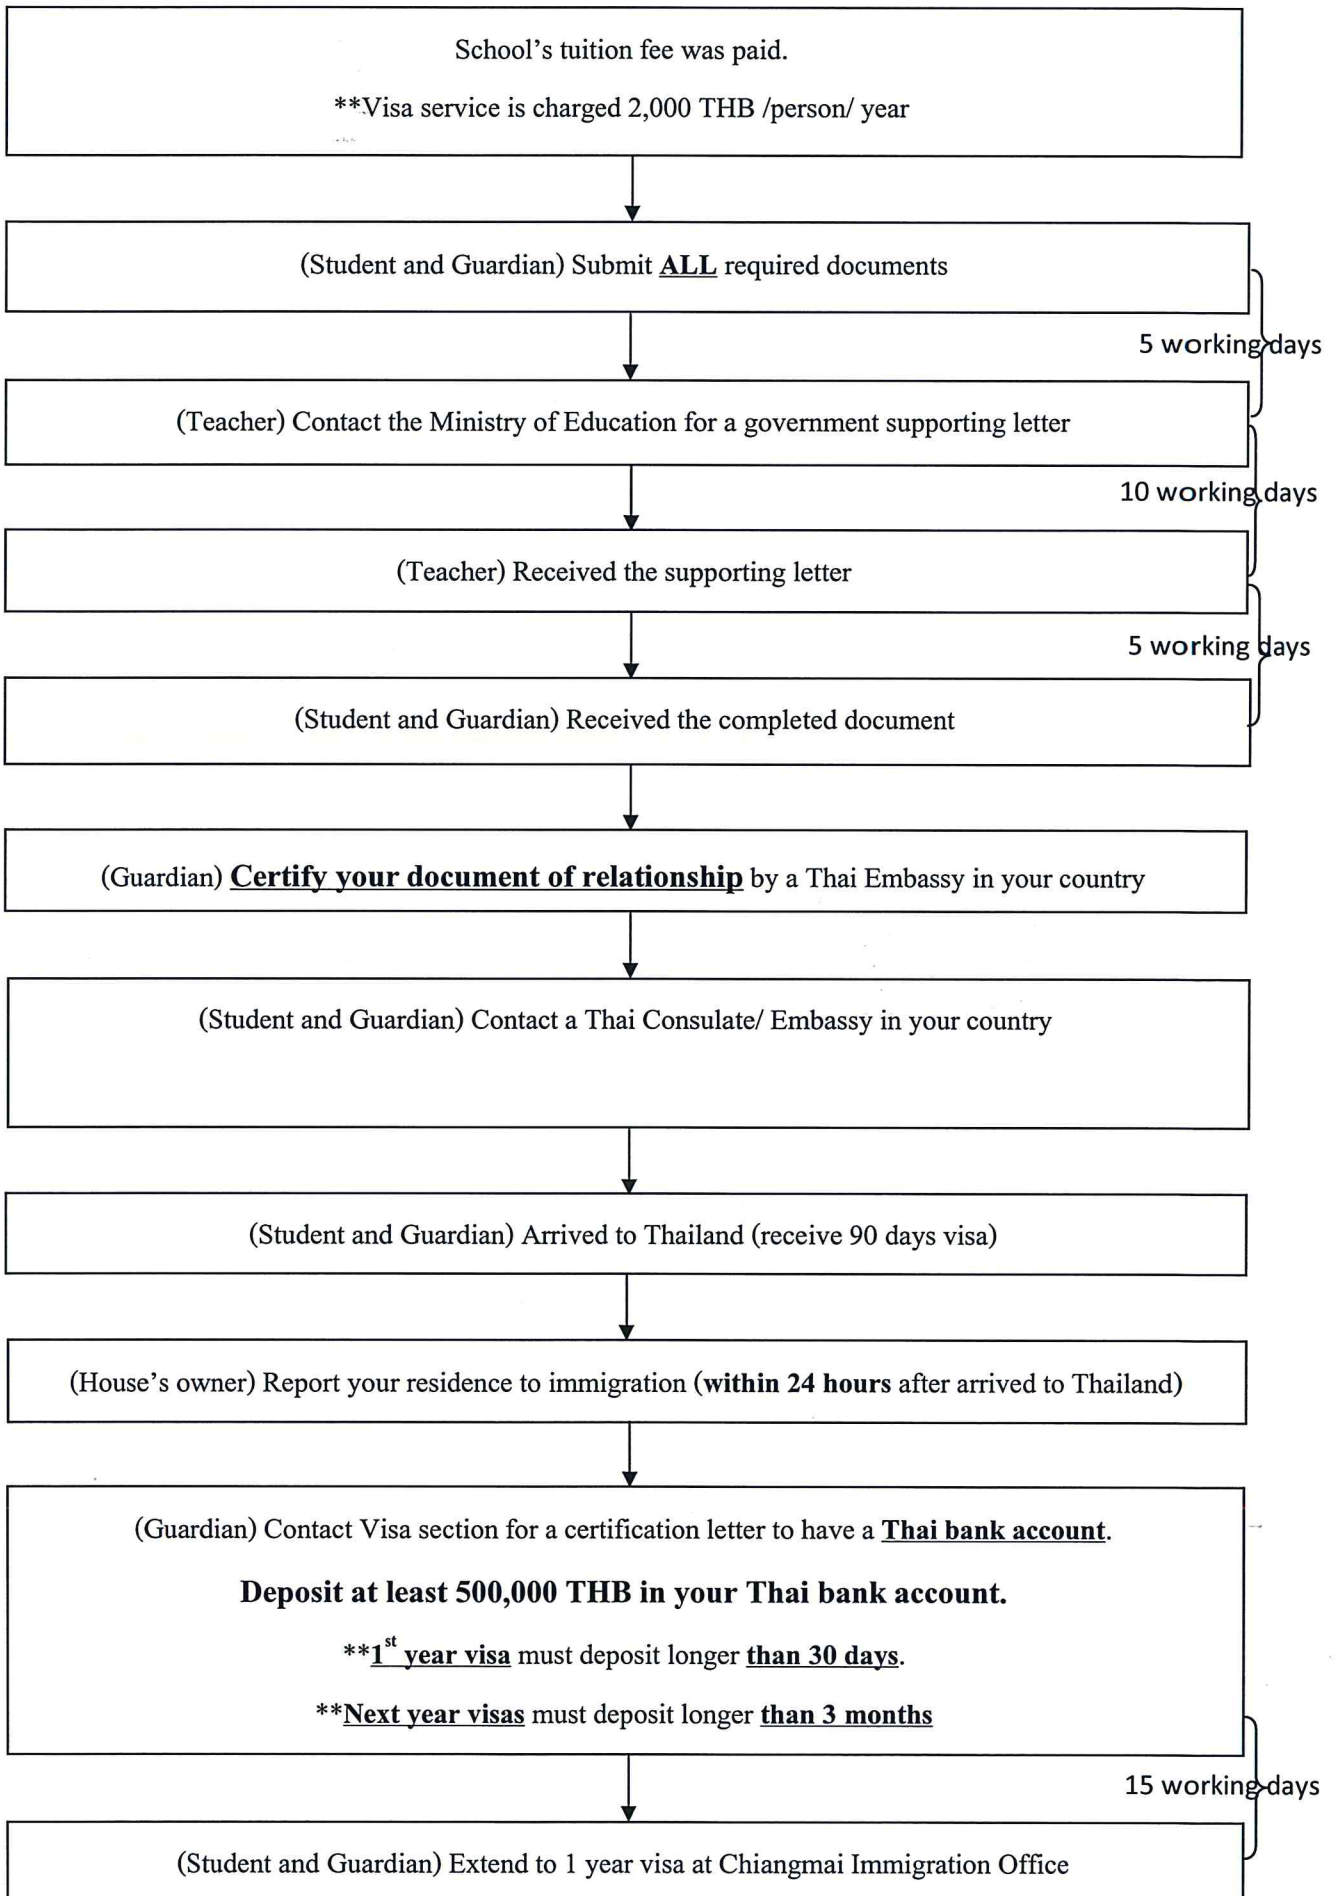 School's tuition fee was paid.
**Visa service is charged 2,000 THB /person/ year
(Student and Guardian) Submit ALL required documents
5 working days
(Teacher) Contact the Ministry of Education for a government supporting letter
10 working days
(Teacher) Received the supporting letter
5 working days
(Student and Guardian) Received the completed document
(Guardian) Certify your document of relationship by a Thai Embassy in your country
(Student and Guardian) Contact a Thai Consulate/ Embassy in your country
(Student and Guardian) Arrived to Thailand (receive 90 days visa)
(House's owner) Report your residence to immigration (within 24 hours after arrived to Thailand)
(Guardian) Contact Visa section for a certification letter to have a Thai bank account.
Deposit at least 500,000 THB in your Thai bank account.
**1st year visa must deposit longer than 30 days.
**Next year visas must deposit longer than 3 months
15 working days
(Student and Guardian) Extend to 1 year visa at Chiangmai Immigration Office